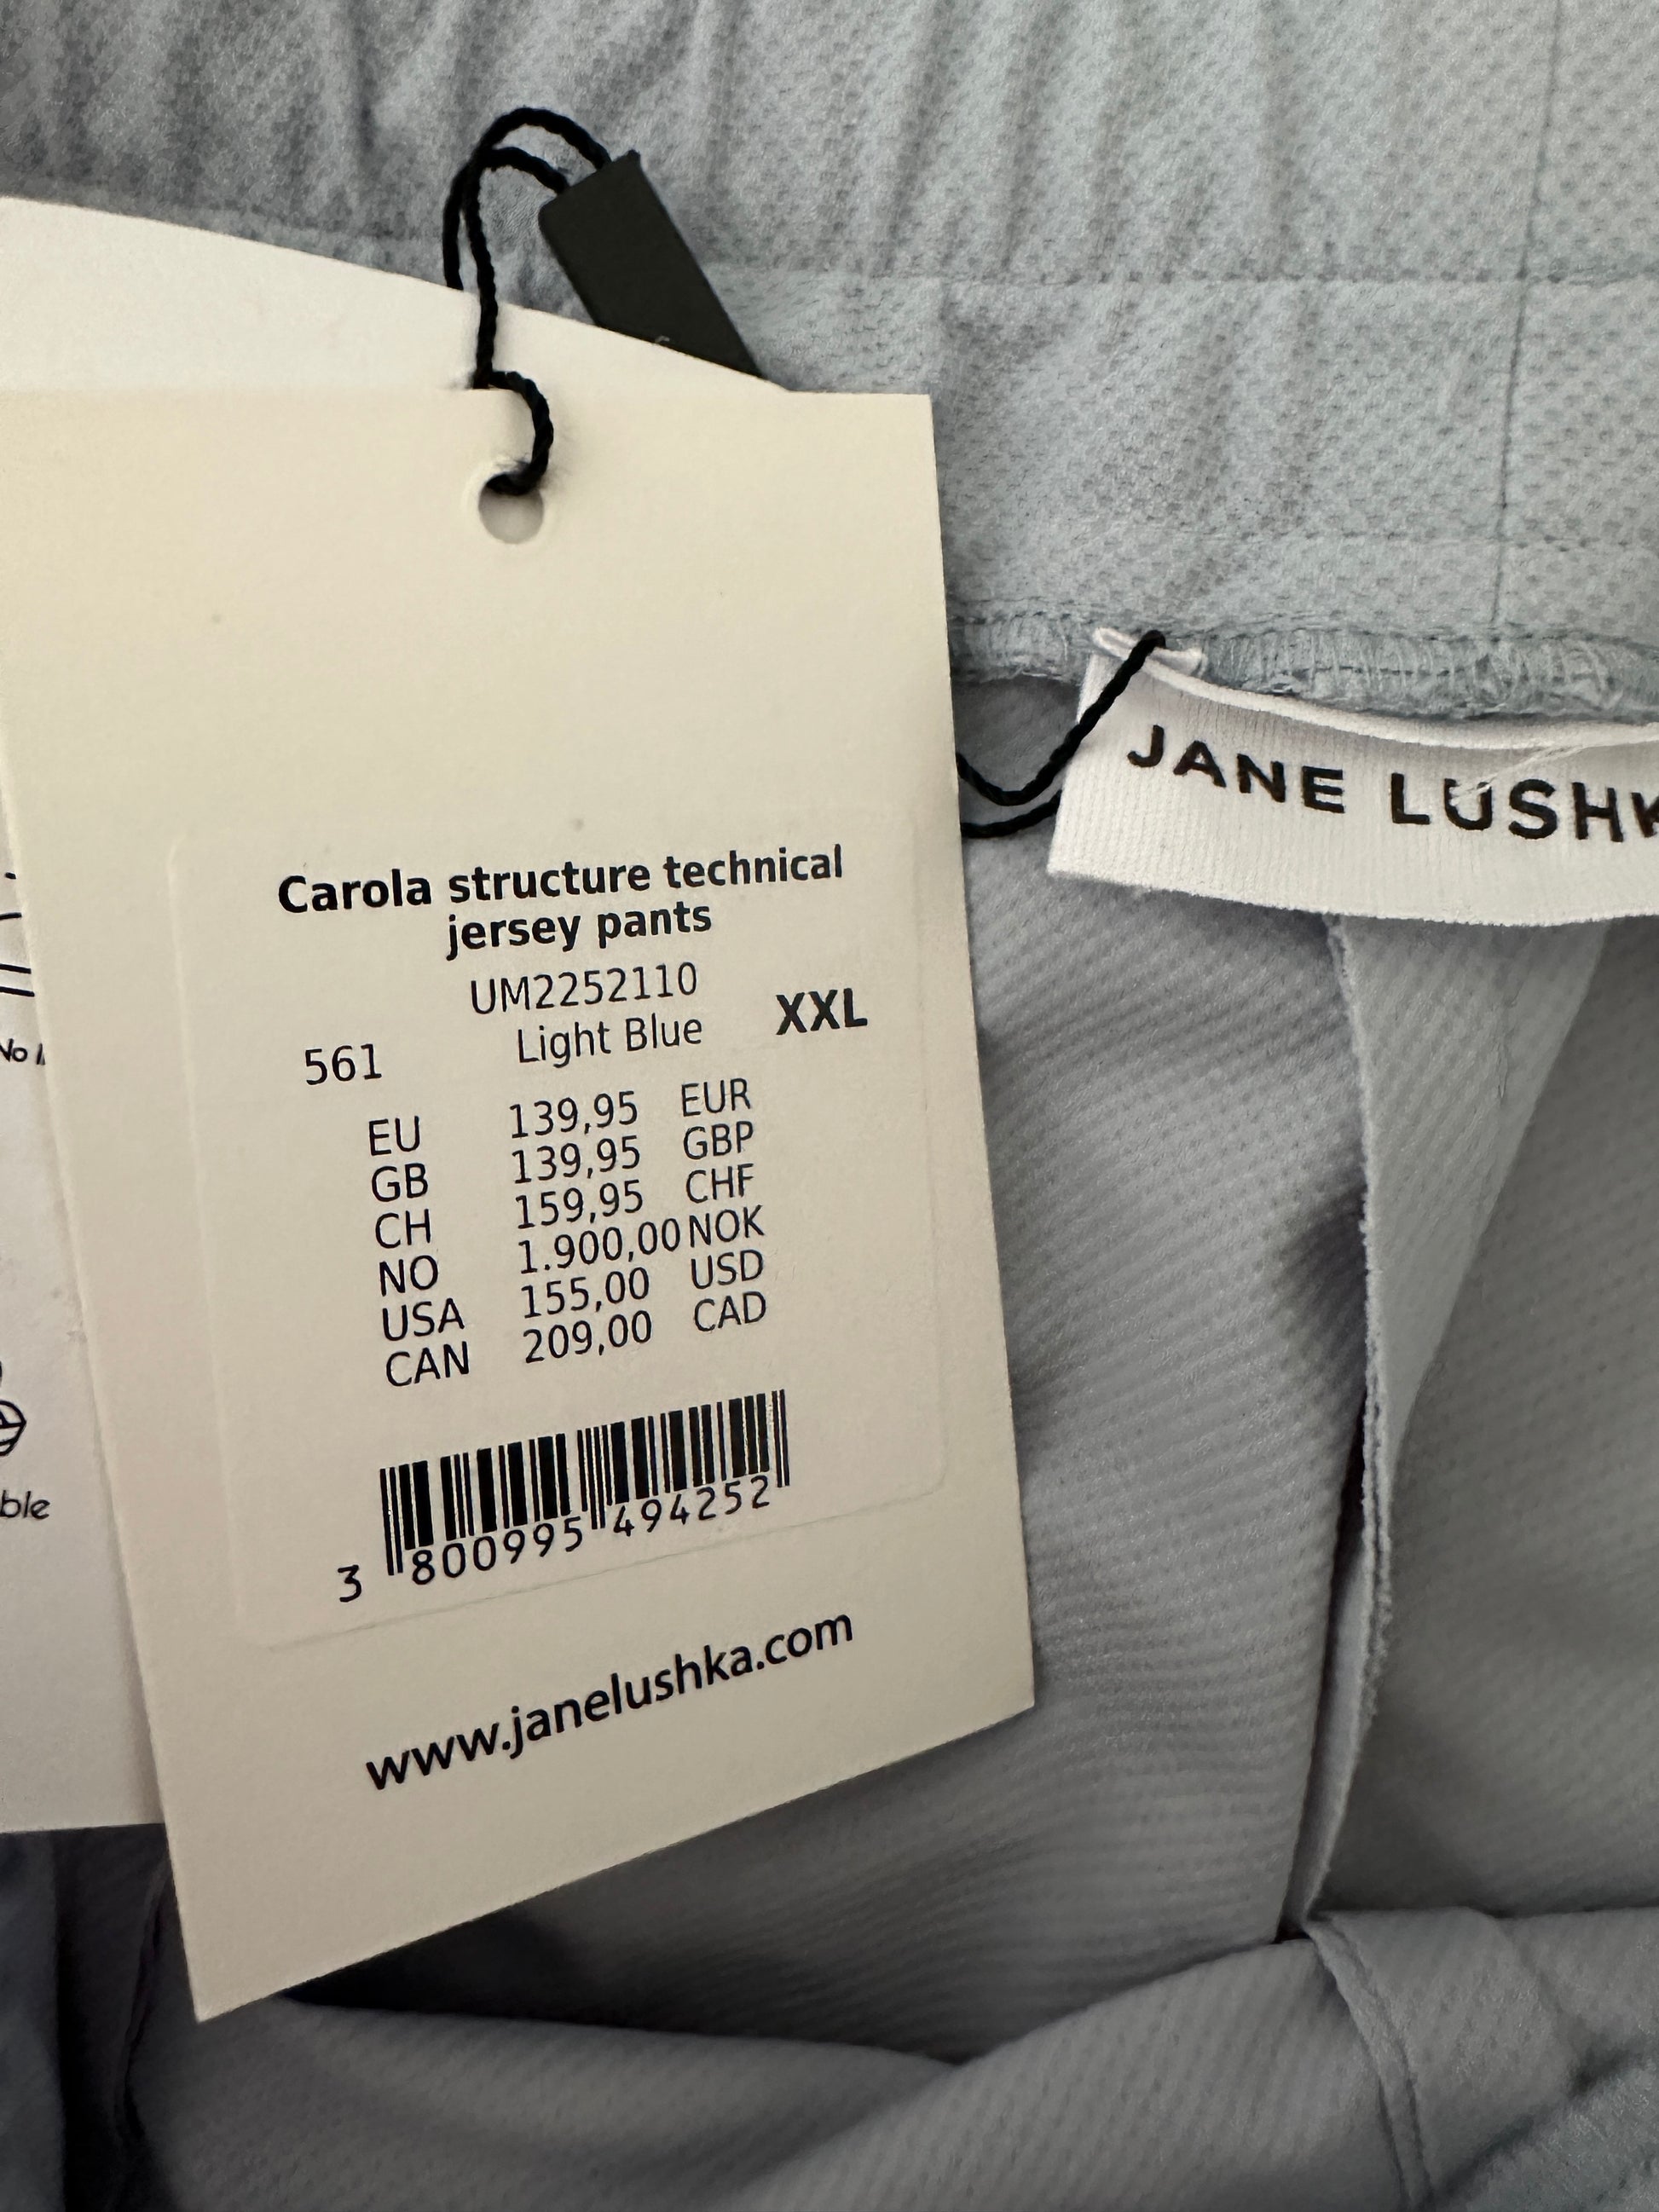 Carola structure technical
jersey pants
UM2252110
561 Light Blue XXL
EU 139,95 EUR
GB 139,95 GBP
CH 159,95 CHF
NO 1.900,00 NOK
USA 155,00 USD
CAN 209,00 CAD
3 800995 494252
www.janelushka.com
JANE LUSHK
No
ble